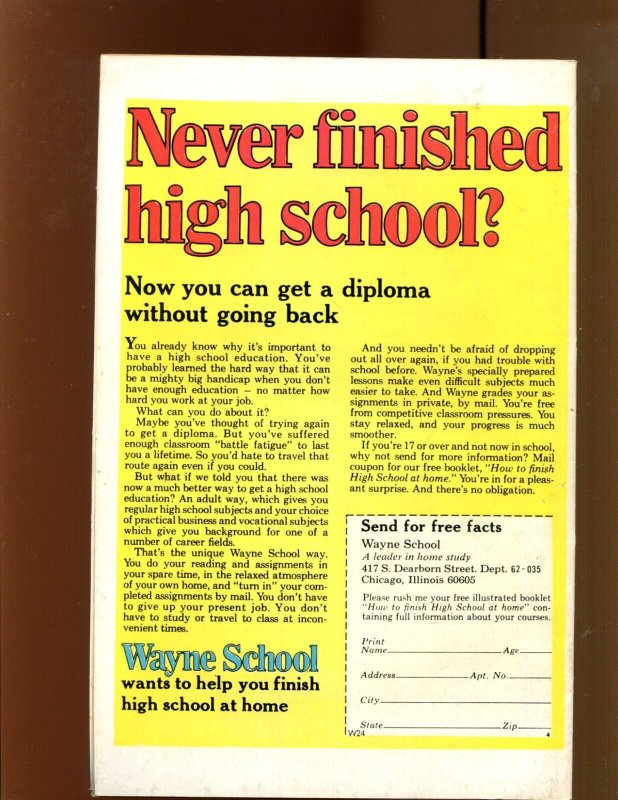 Never finished
high school?
Now you can get a diploma
without going back
You already know why it's important to
have a high school education. You've
probably learned the hard way that it can
be a mighty big handicap when you don't
have enough education – no matter how
hard you work at your job.
What can you do about it?
Maybe you've thought of trying again
to get a diploma. But you've suffered
enough classroom "battle fatigue" to last
you a lifetime. So you'd hate to travel that
route again even if you could.
But what if we told you that there was
now a much better way to get a high school
education? An adult way, which gives you
regular high school subjects and your choice
of practical business and vocational subjects
which give you background for one of a
number of career fields.
That's the unique Wayne School way.
You do your reading and assignments in
your spare time, in the relaxed atmosphere
of your own home, and "turn in" your com-
pleted assignments by mail. You don't have
to give up your present job. You don't
have to study or travel to class at incon-
venient times.
Wayne School
wants to help you finish
high school at home
And you needn't be afraid of dropping
out all over again, if you had trouble with
school before. Wayne's specially prepared
lessons make even difficult subjects much
easier to take. And Wayne grades your as-
signments in private, by mail. You're free
from competitive classroom pressures. You
stay relaxed, and your progress is much
smoother.
If you're 17 or over and not now in school,
why not send for more information? Mail
coupon for our free booklet, "How to finish
High School at home." You're in for a pleas-
ant surprise. And there's no obligation.
Send for free facts
Wayne School
A leader in home study
417 S. Dearborn Street. Dept. 62-035
Chicago, Illinois 60605
Please rush me your free illustrated booklet
"How to finish High School at home" con-
taining full information about your courses.
Print
Name Age
Address Apt. No.
City
State Zip
W24 4